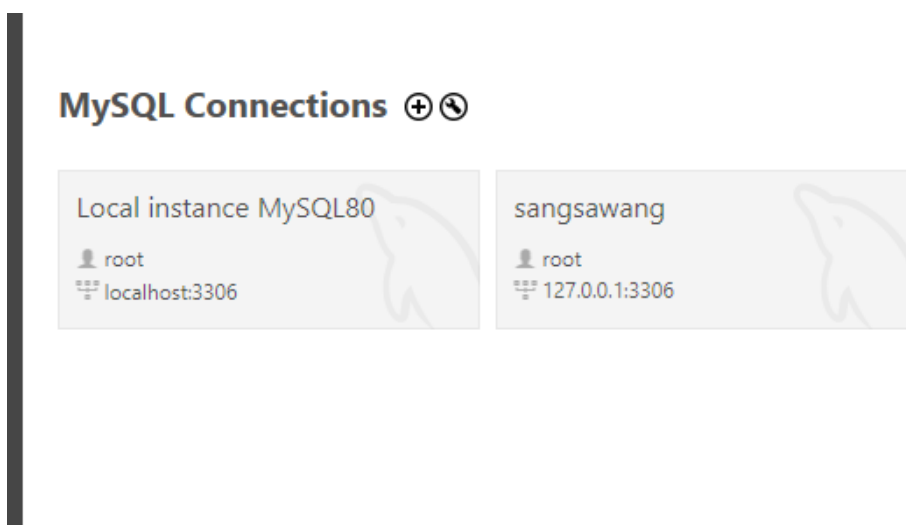 MySQL Connections
Local instance MySQL80
root
localhost:3306
sangsawang
root
127.0.0.1:3306